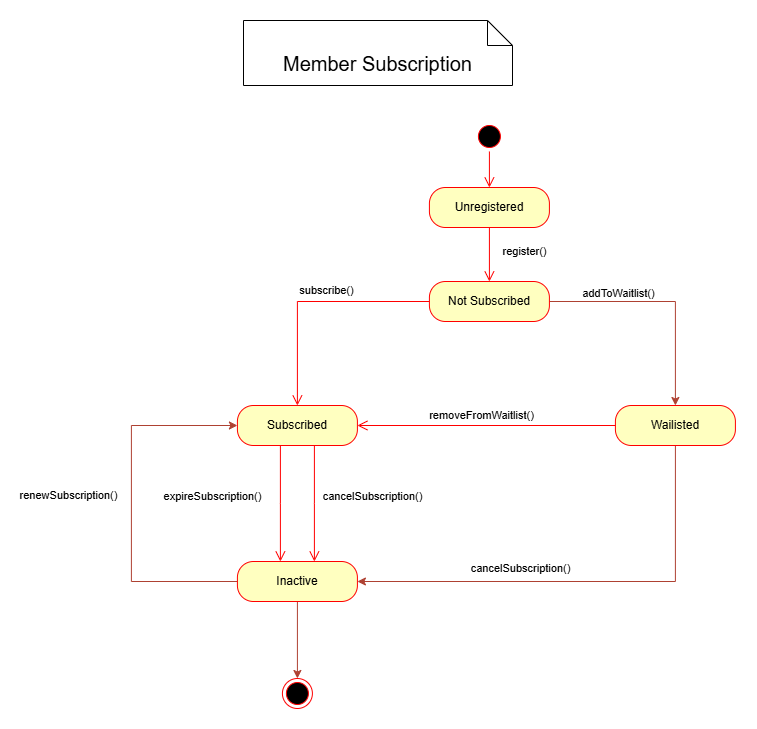 Member Subscription
Unregistered
register()
subscribe()
Not Subscribed
addToWaitlist()
Subscribed
removeFromWaitlist()
Wailisted
renewSubscription()
expireSubscription()
cancelSubscription()
Inactive
cancelSubscription()